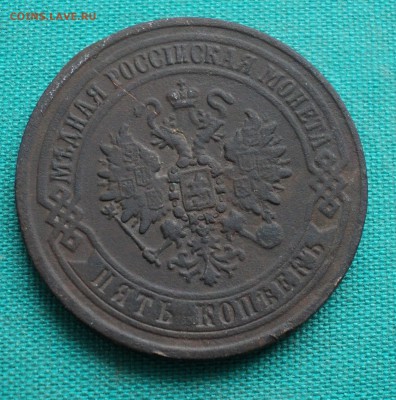 COINS.LAVE.RU
МѢДНАЯ РОССІЙСКАЯ МОНЕТА
ПЯТЬ КОПѢЕКЪ